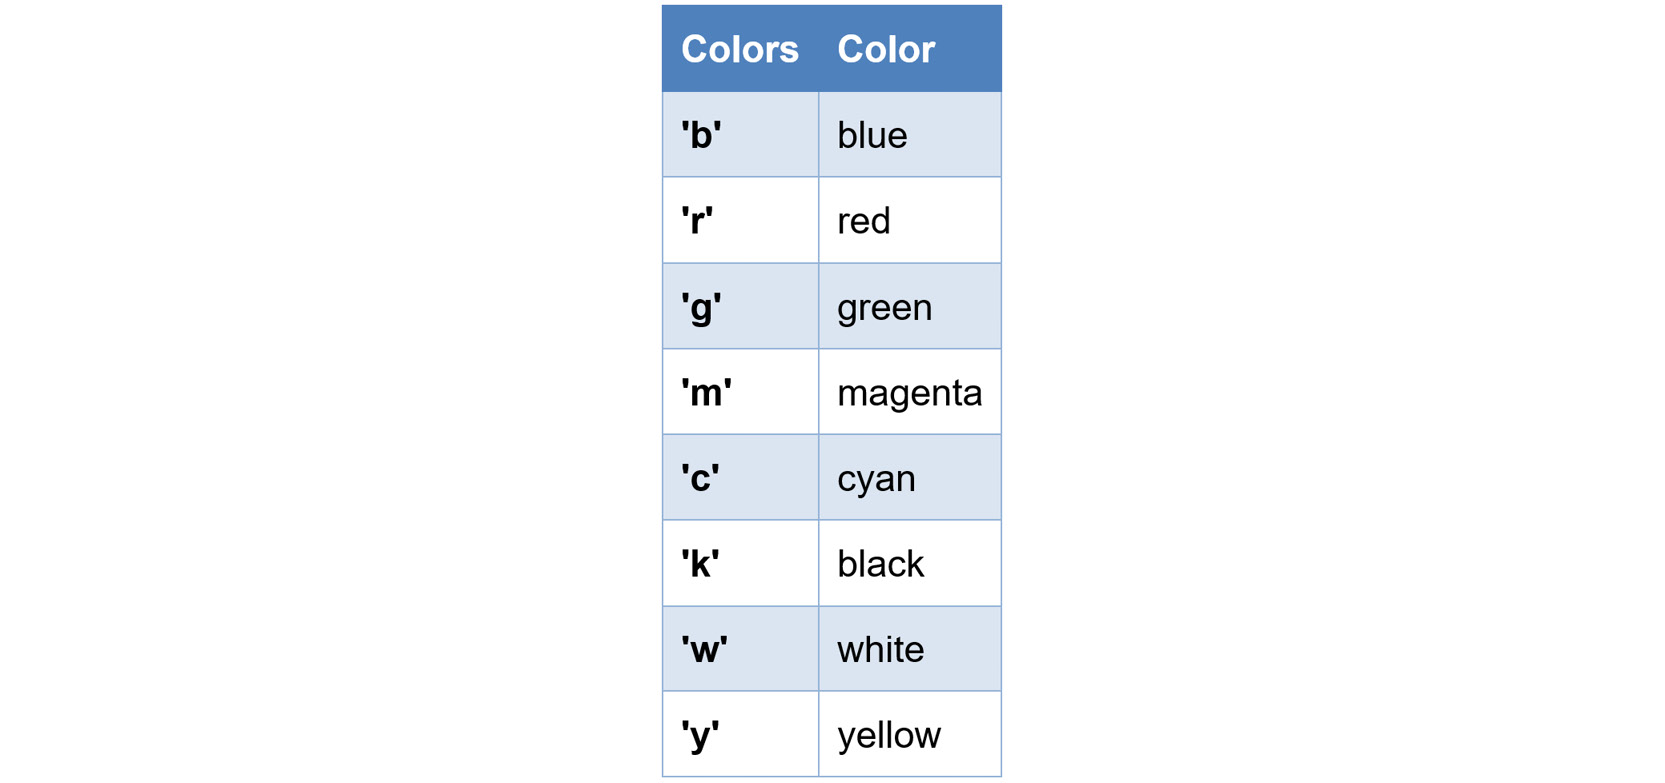 Colors Color
'b' blue
'r' red
'g' green
'm' magenta
'c' cyan
'k' black
'w' white
'y' yellow